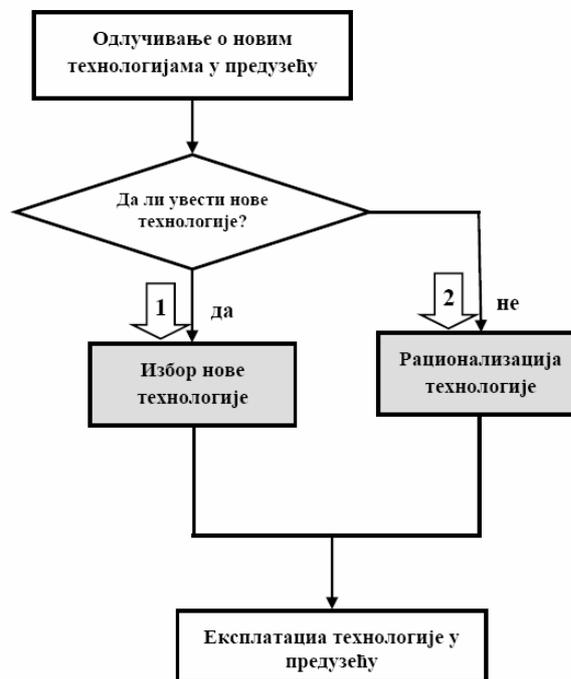 Одлучивање о новим
технологијама у предузећу
Да ли увести нове
технологије?
1
да
2
не
Избор нове
технологије
Рационализација
технологије
Експлатациа технологије у
предузећу